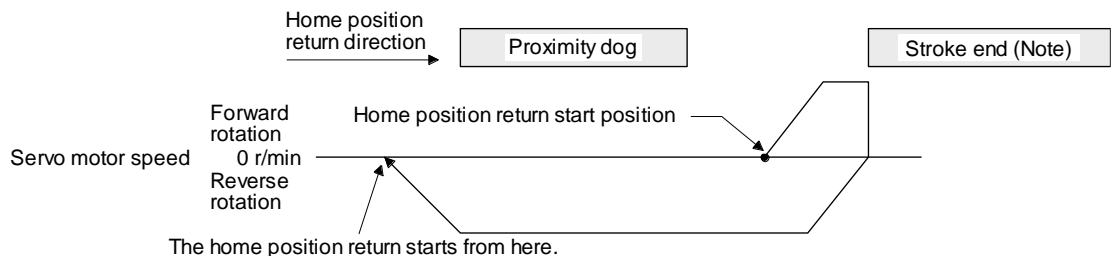 Home position
return direction
Proximity dog
Stroke end (Note)
Forward
rotation
Home position return start position
Servo motor speed 0 r/min
Reverse
rotation
The home position return starts from here.